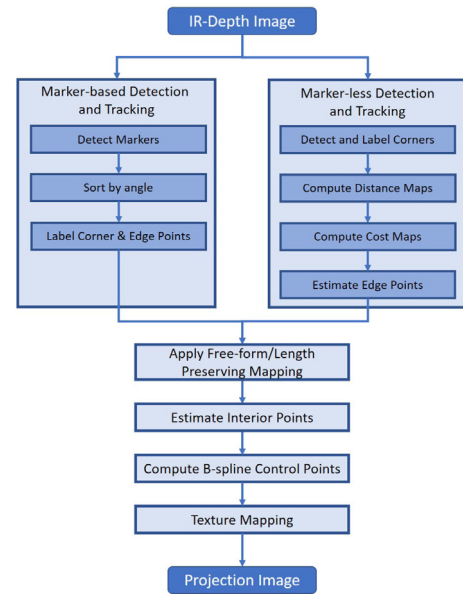 IR-Depth Image
Marker-based Detection
and Tracking
Detect Markers
Sort by angle
Label Corner & Edge Points
Marker-less Detection
and Tracking
Detect and Label Corners
Compute Distance Maps
Compute Cost Maps
Estimate Edge Points
Apply Free-form/Length
Preserving Mapping
Estimate Interior Points
Compute B-spline Control Points
Texture Mapping
Projection Image